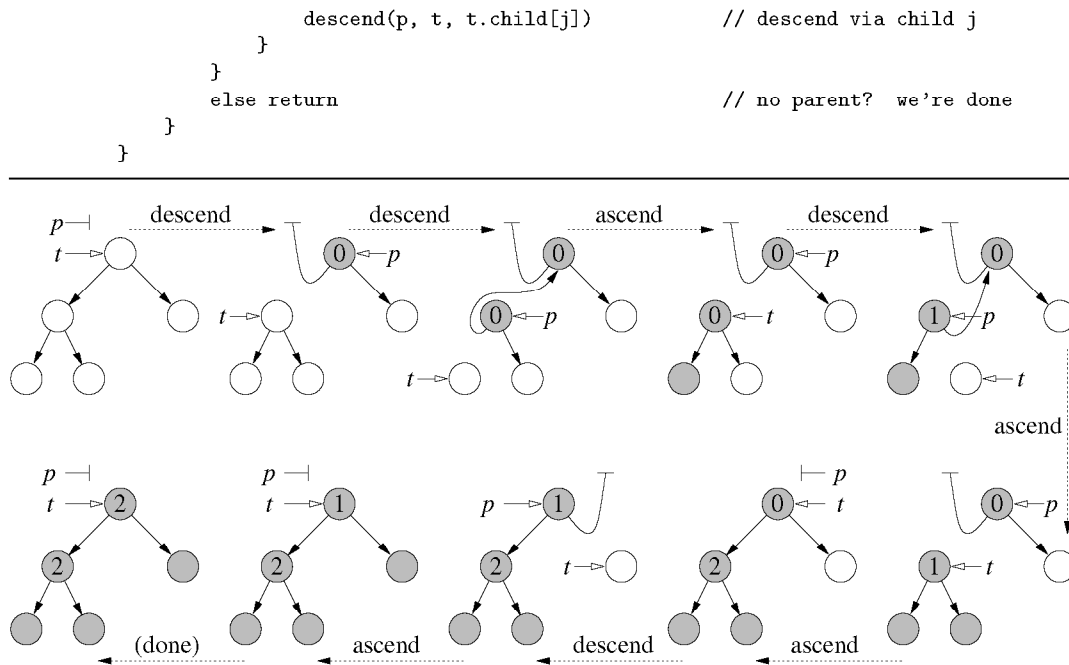 descend(p, t, t.child[j]) // descend via child j
}
}
else return // no parent? we're done
}
}
p descend descend ascend descend
t 0 p 0 0 p 0
t 0 p 0 t 1 p
t t
ascend
p p p
t 2 t 1 p 1 0 t 0 p
2 2 t 2 1 t
(done) ascend descend ascend